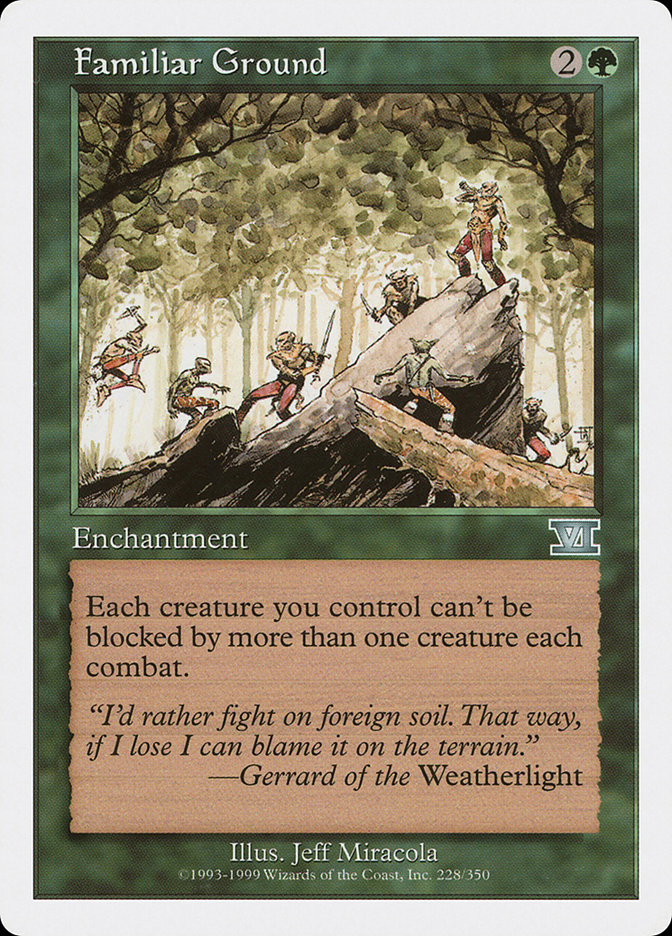 Familiar Ground 2
Enchantment VI
Each creature you control can't be
blocked by more than one creature each
combat.
"I'd rather fight on foreign soil. That way,
if I lose I can blame it on the terrain."
—Gerrard of the Weatherlight
Illus. Jeff Miracola
©1993-1999 Wizards of the Coast, Inc. 228/350